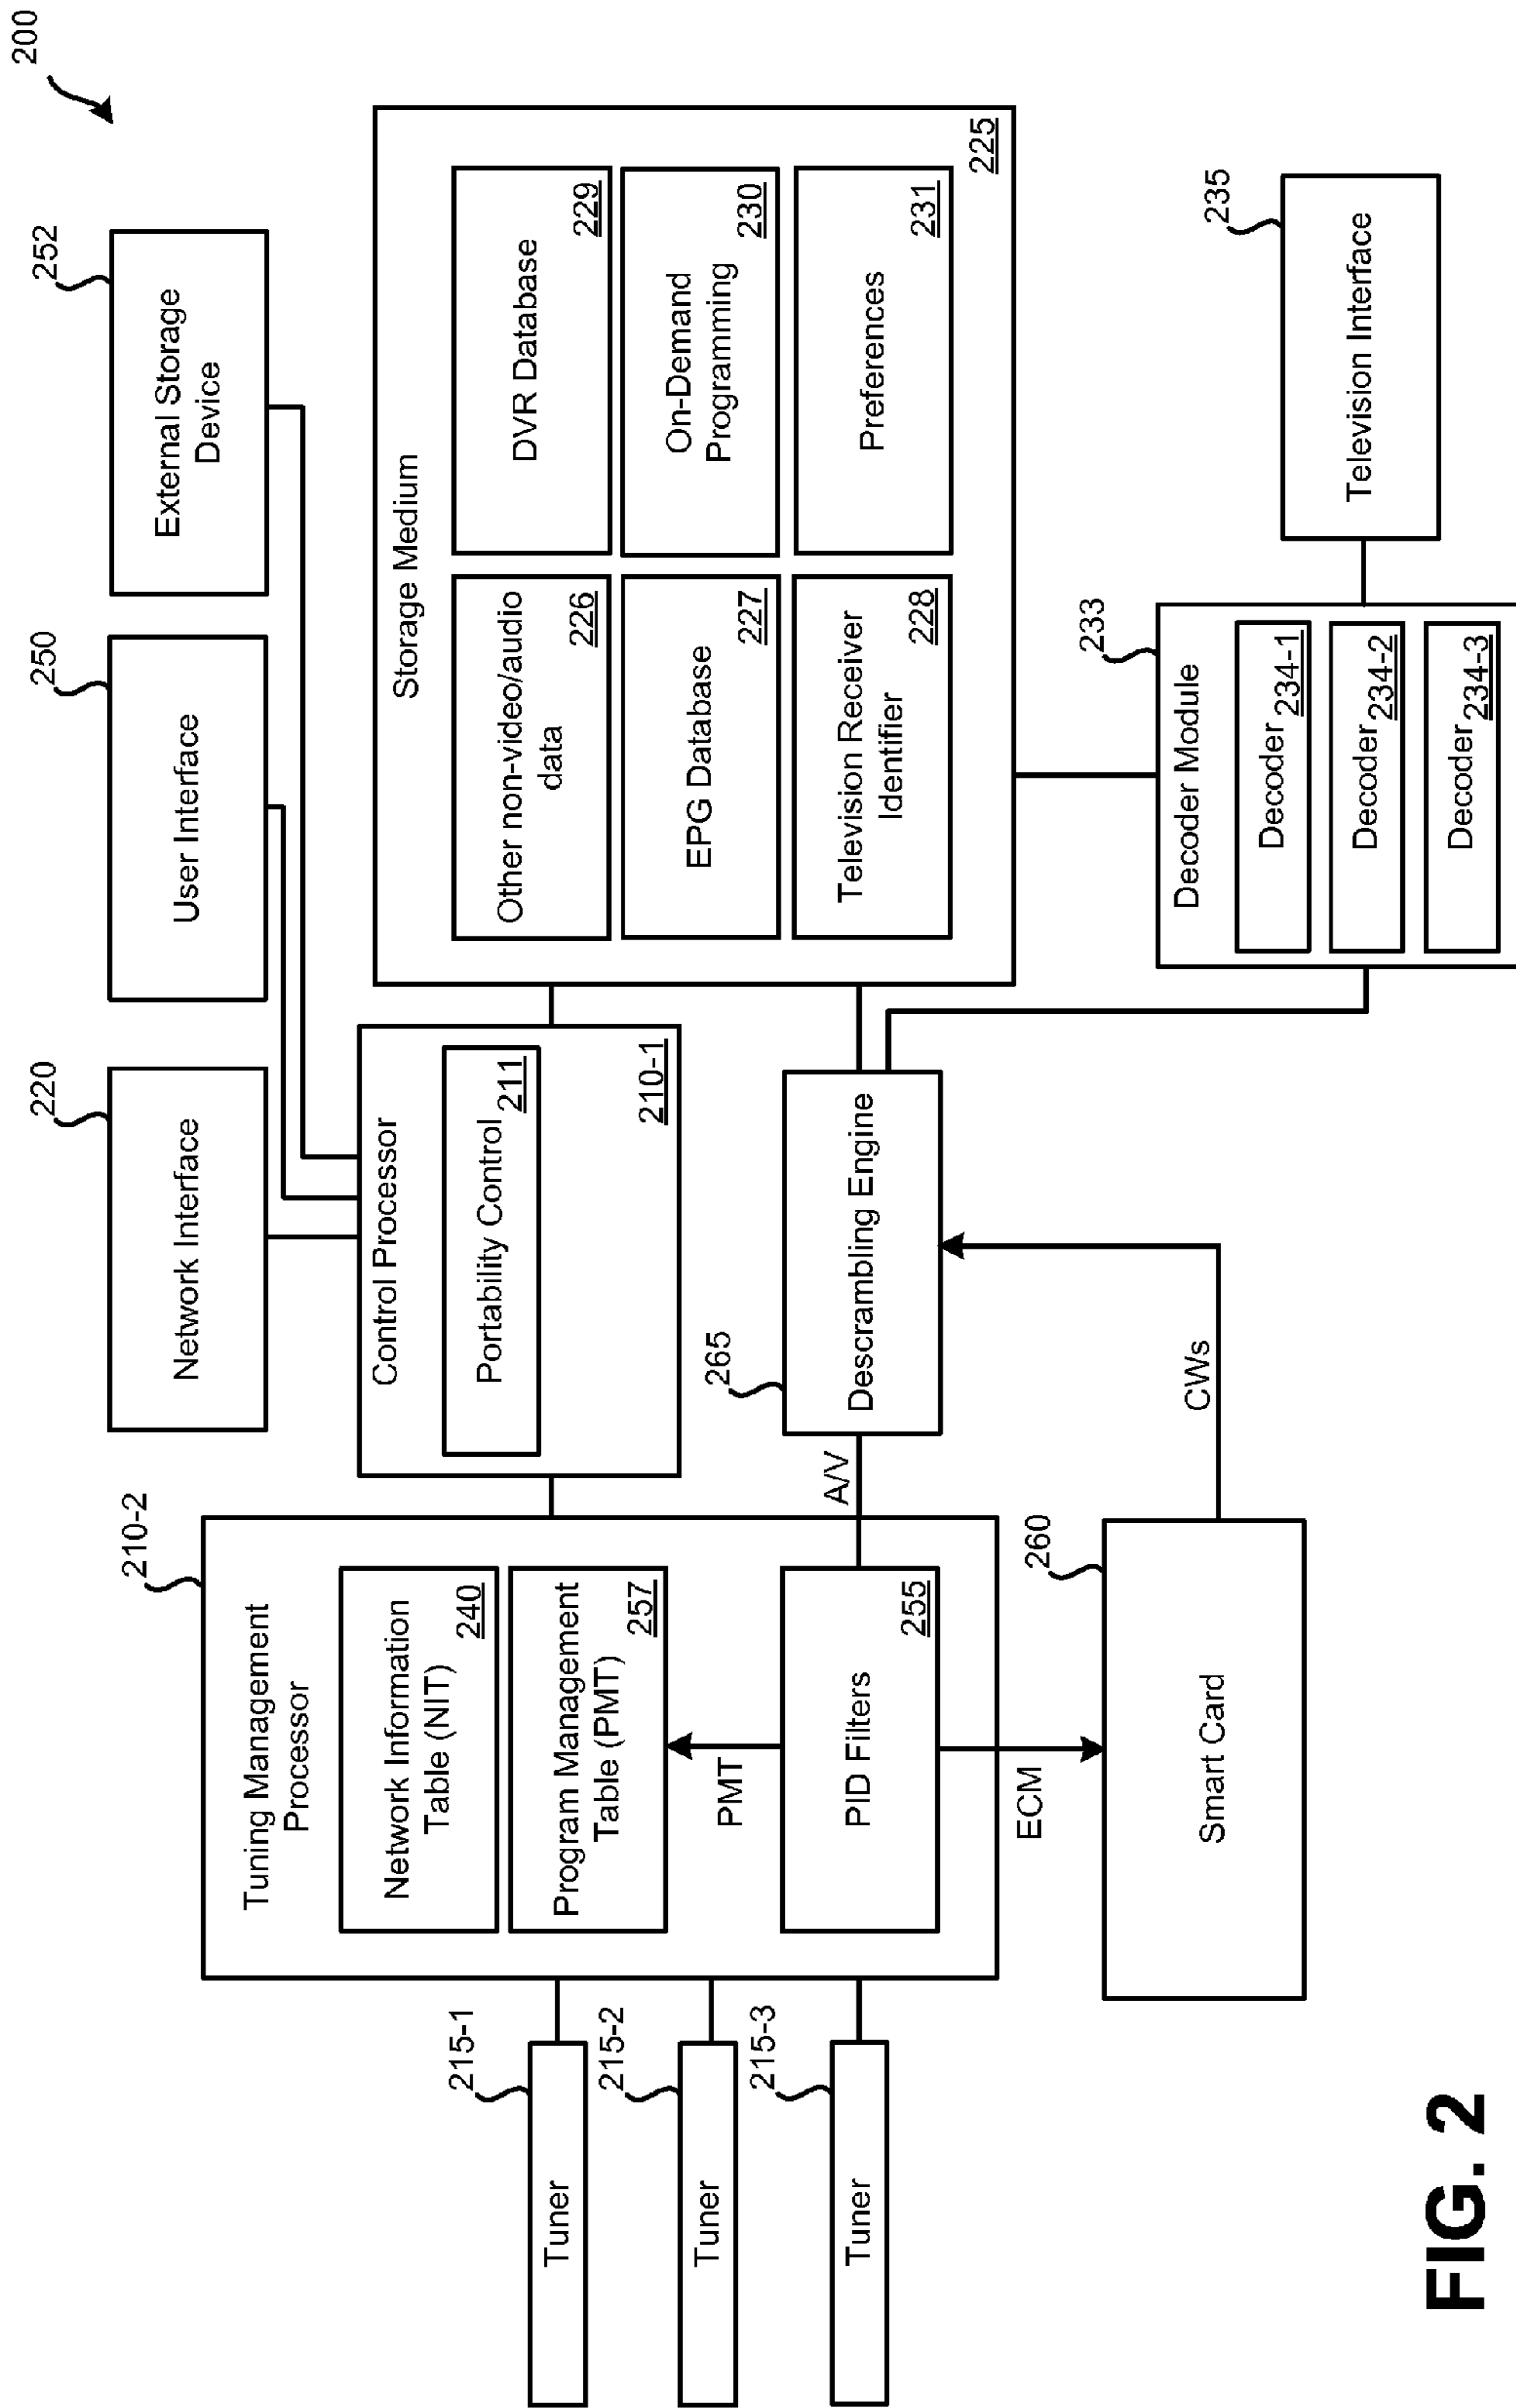 200
252
External Storage
Device
250
User Interface
220
Network Interface
210-2
Tuning Management
Processor
Network Information
Table (NIT)
240
Program Management
Table (PMT)
257
PMT
PID Filters
255
ECM
A/V
215-1
Tuner
215-2
Tuner
215-3
Tuner
Control Processor
Portability Control
211
210-1
Storage Medium
Other non-video/audio
data
226
DVR Database
229
EPG Database
227
On-Demand
Programming
230
Television Receiver
Identifier
228
Preferences
231
225
265
Descrambling Engine
CWs
260
Smart Card
233
Decoder Module
Decoder
234-1
Decoder
234-2
Decoder
234-3
235
Television Interface
FIG. 2